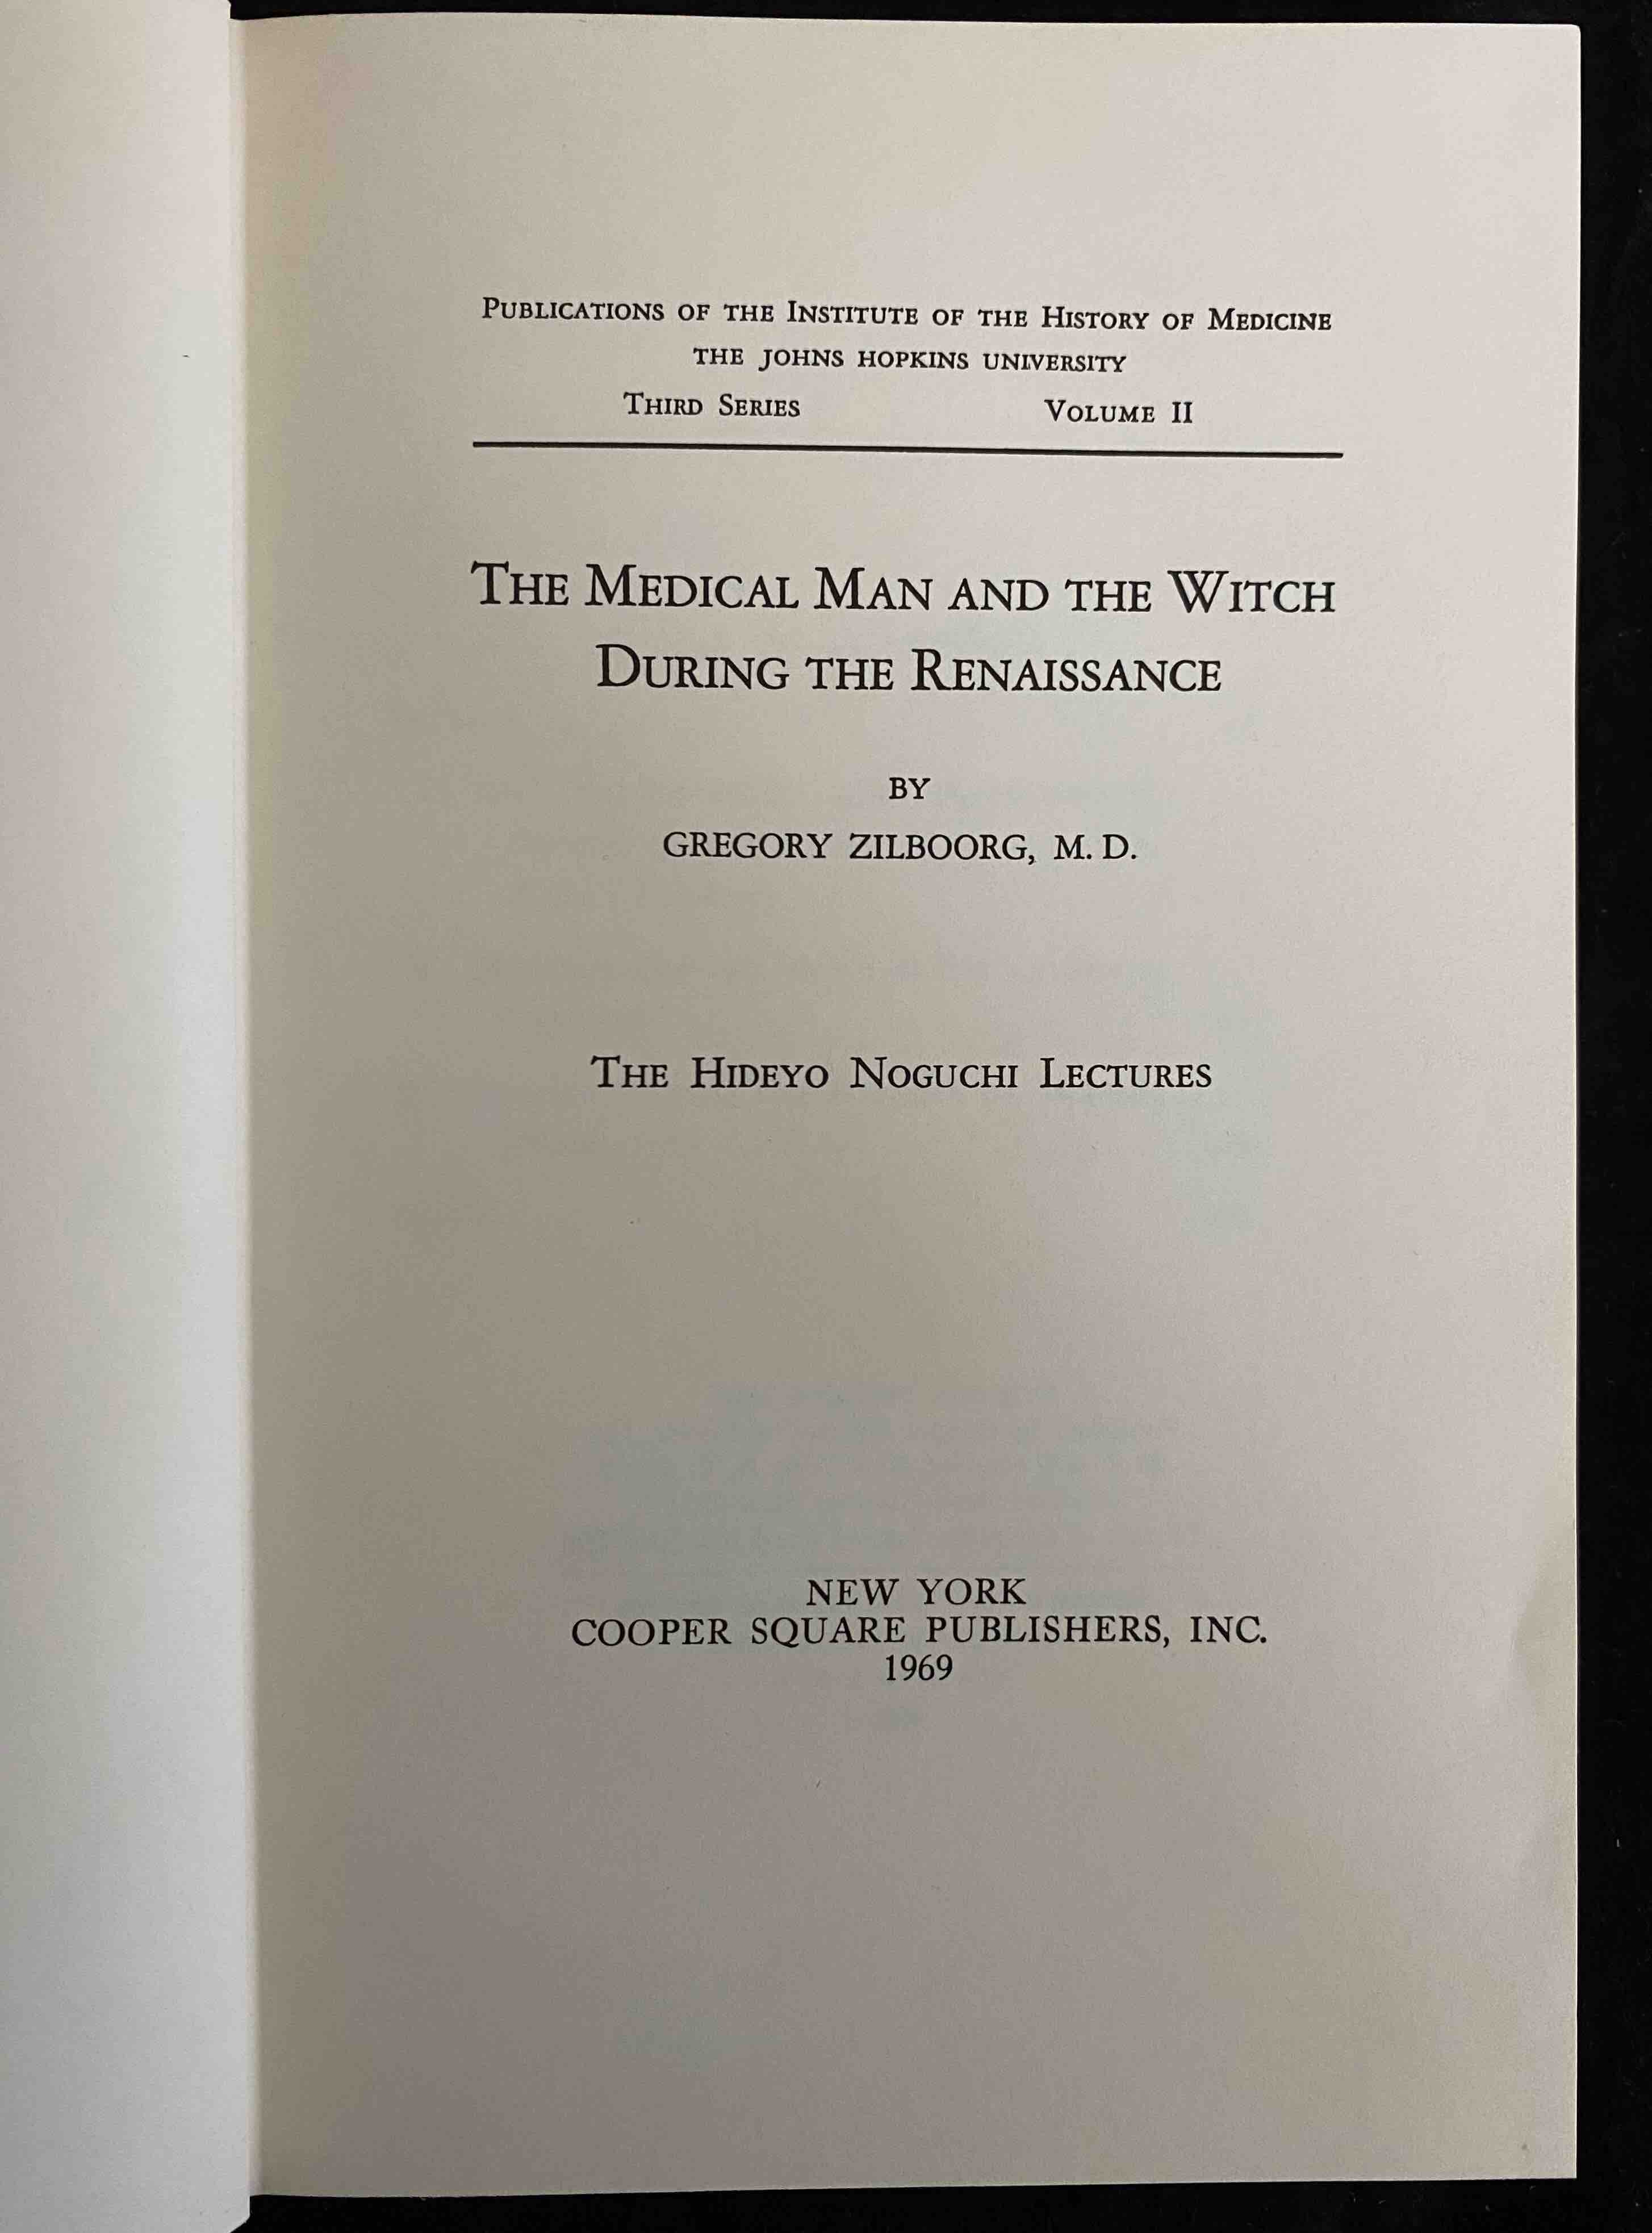 Publications of the Institute of the History of Medicine
the Johns Hopkins University
Third Series Volume II
The Medical Man and the Witch
During the Renaissance
BY
GREGORY ZILBOORG, M. D.
The Hideyo Noguchi Lectures
NEW YORK
COOPER SQUARE PUBLISHERS, INC.
1969